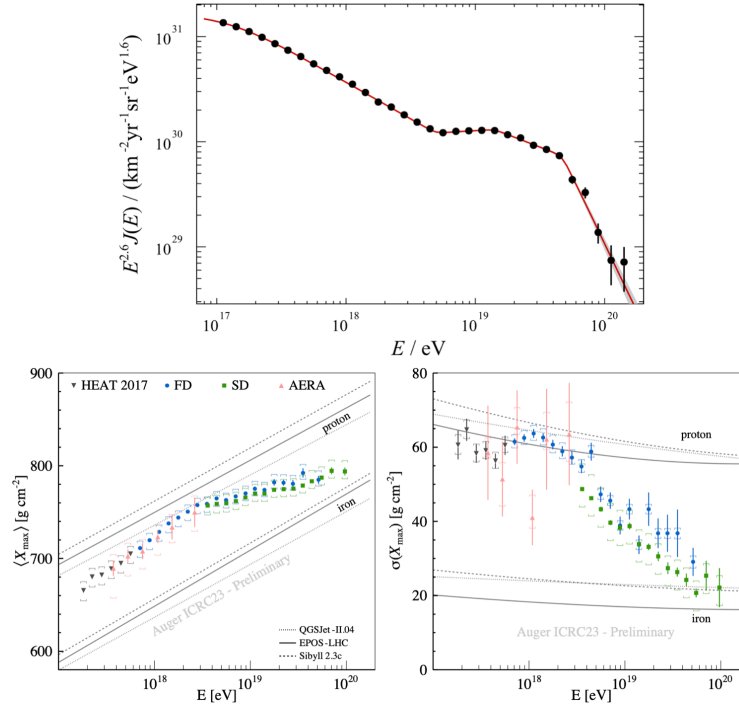 E^2.6 J(E) / (km^-2 yr^-1 sr^-1 eV^1.6)
10^31
10^30
10^29
10^17
10^18
10^19
10^20
E / eV
⟨X_max⟩ [g cm^-2]
900
800
700
600
HEAT 2017 FD SD AERA
proton
iron
Auger ICRC23 - Preliminary
QGSJet-II.04
EPOS-LHC
Sibyll 2.3c
10^18 10^19 10^20
E [eV]
σ(X_max) [g cm^-2]
80
60
40
20
0
proton
iron
Auger ICRC23 - Preliminary
10^18 10^19 10^20
E [eV]